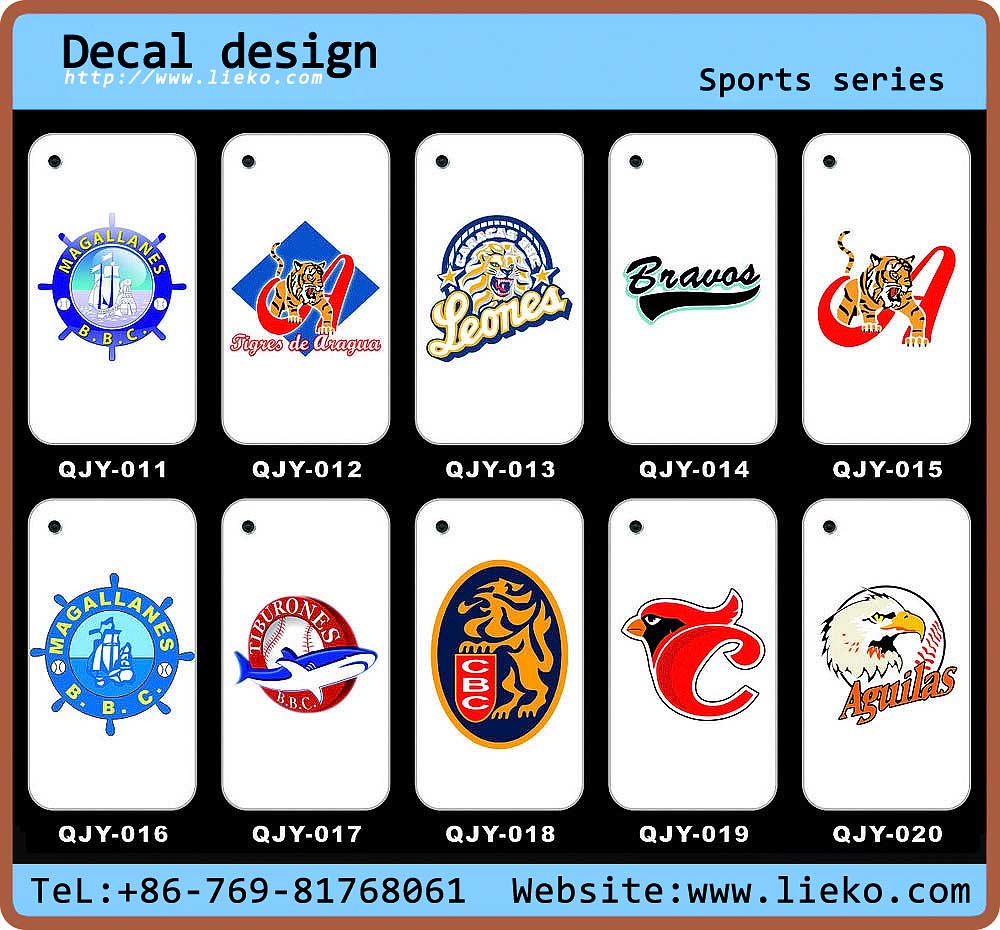 Decal design
http://www.lieko.com
Sports series
MAGALLANES
B.B.C.
Tigres de Aragua
CARACAS BBC
Leones
Bravos
A
QJY-011
QJY-012
QJY-013
QJY-014
QJY-015
MAGALLANES
B. B. C.
TIBURONES
B.B.C.
CBC
C
Aguilas
QJY-016
QJY-017
QJY-018
QJY-019
QJY-020
TeL:+86-769-81768061
Website:www.lieko.com